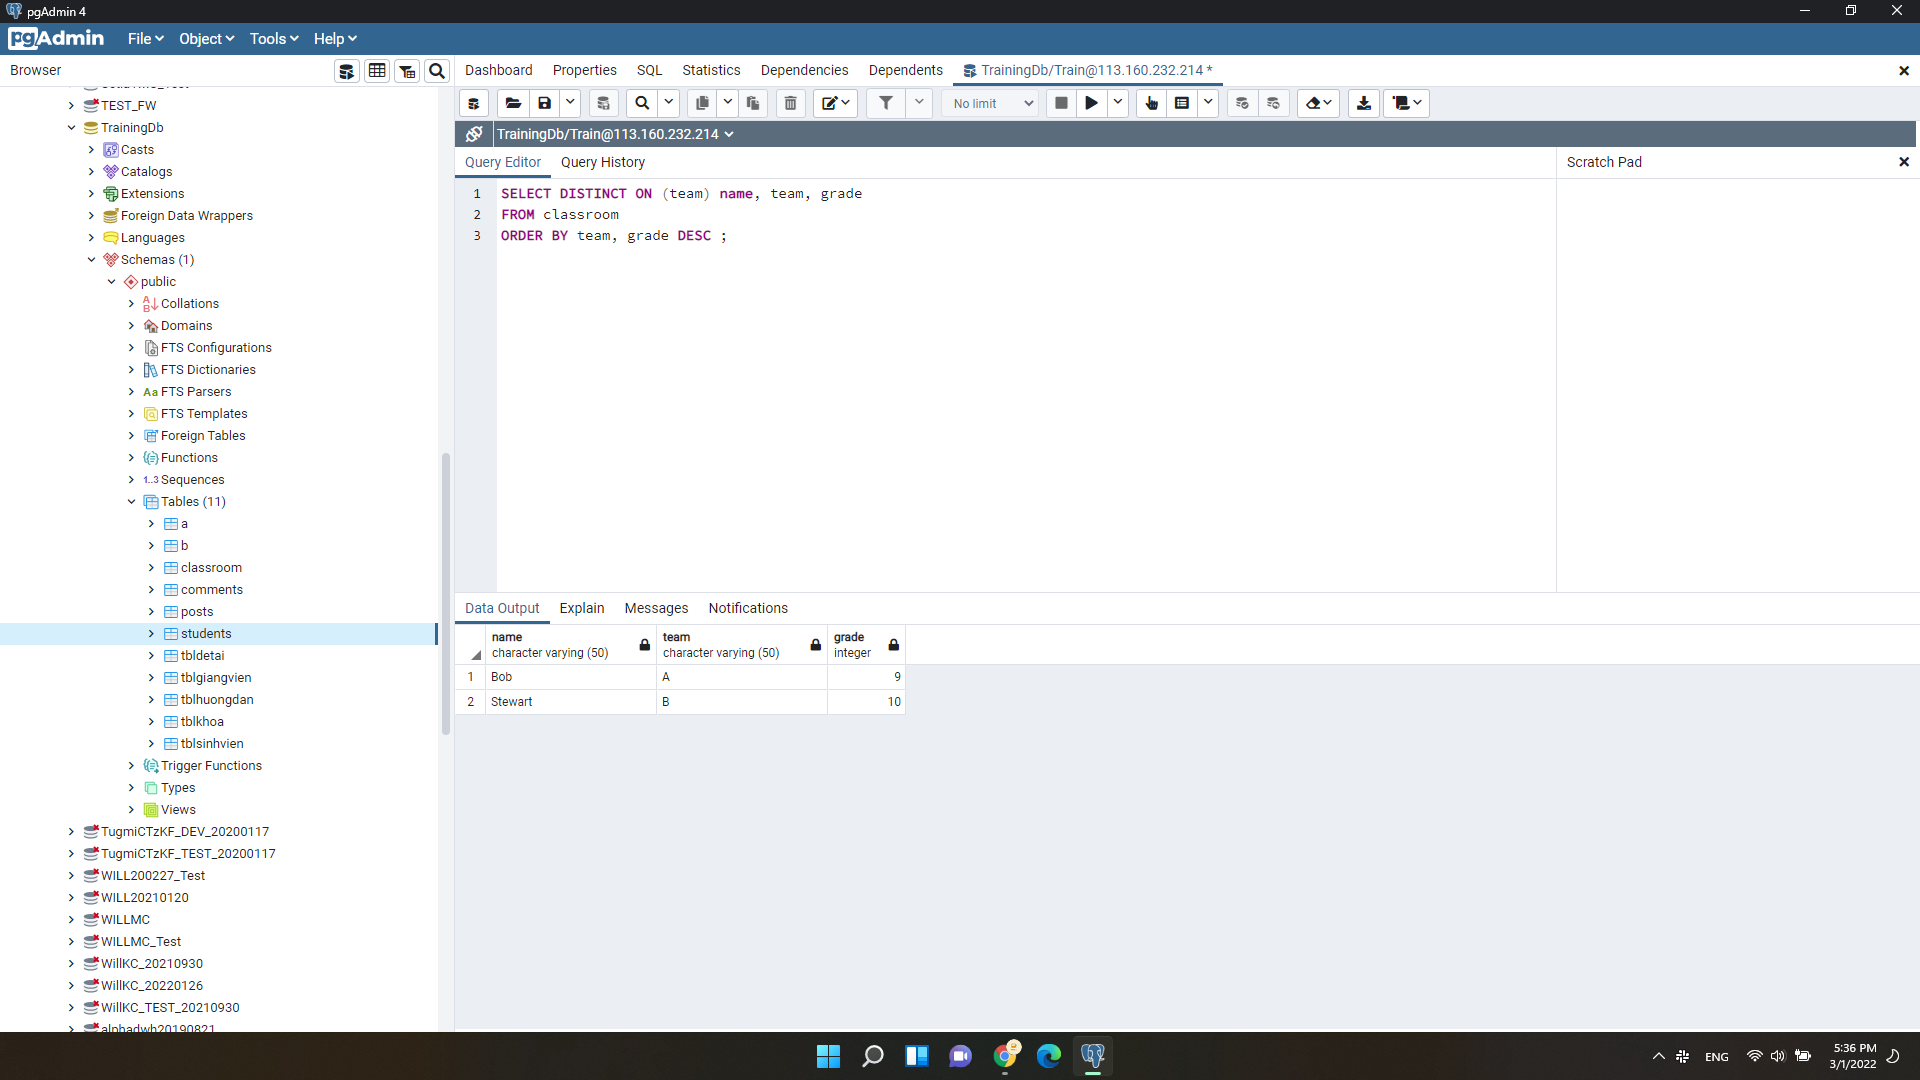 pgAdmin 4
pgAdmin File Object Tools Help
Browser
Dashboard Properties SQL Statistics Dependencies Dependents TrainingDb/Train@113.160.232.214 *
No limit
TrainingDb/Train@113.160.232.214
Query Editor Query History
Scratch Pad
1 SELECT DISTINCT ON (team) name, team, grade
2 FROM classroom
3 ORDER BY team, grade DESC ;
TEST_FW
TrainingDb
Casts
Catalogs
Extensions
Foreign Data Wrappers
Languages
Schemas (1)
public
Collations
Domains
FTS Configurations
FTS Dictionaries
Aa FTS Parsers
FTS Templates
Foreign Tables
Functions
1..3 Sequences
Tables (11)
a
b
classroom
comments
posts
students
tbldetai
tblgiangvien
tblhuongdan
tblkhoa
tblsinhvien
Trigger Functions
Types
Views
TugmiCTzKF_DEV_20200117
TugmiCTzKF_TEST_20200117
WILL200227_Test
WILL20210120
WILLMC
WILLMC_Test
WillKC_20210930
WillKC_20220126
WillKC_TEST_20210930
alphadwh20190821
Data Output Explain Messages Notifications
name team grade
character varying (50) character varying (50) integer
1 Bob A 9
2 Stewart B 10
ENG
5:36 PM
3/1/2022